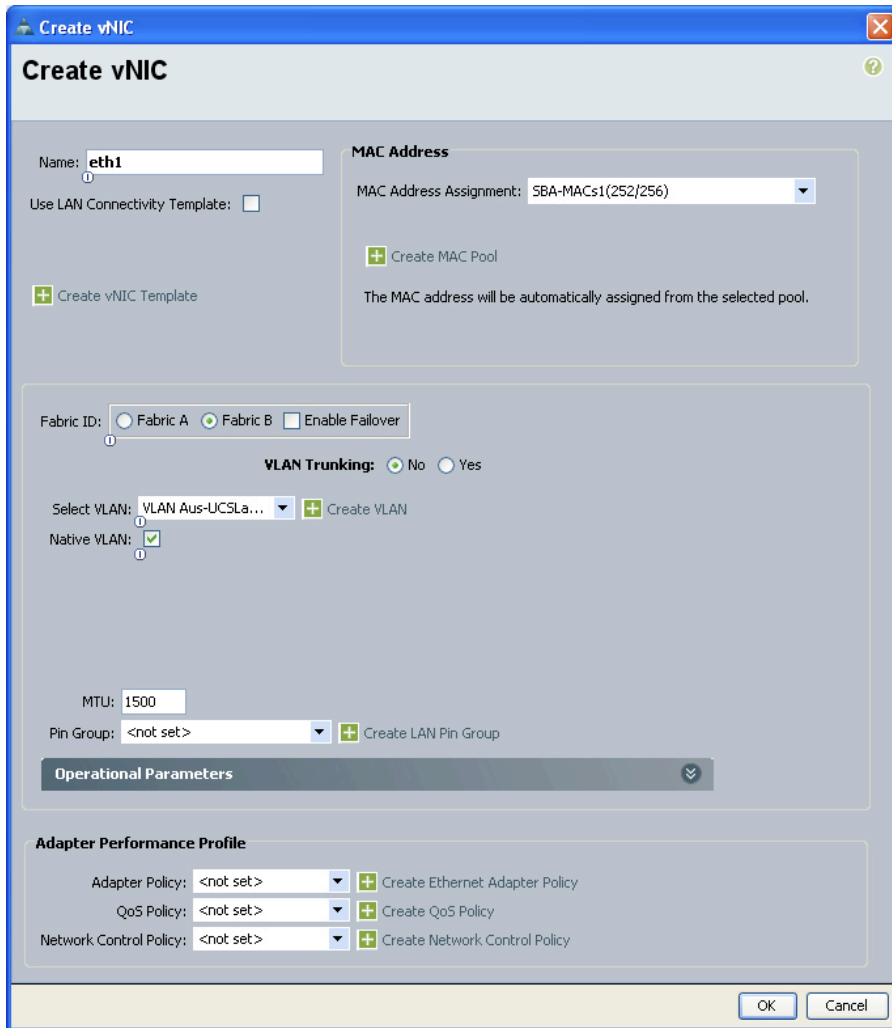 Create vNIC
Create vNIC
Name: eth1
Use LAN Connectivity Template:
Create vNIC Template
MAC Address
MAC Address Assignment: SBA-MACs1(252/256)
Create MAC Pool
The MAC address will be automatically assigned from the selected pool.
Fabric ID: Fabric A Fabric B Enable Failover
VLAN Trunking: No Yes
Select VLAN: VLAN Aus-UCSLa... Create VLAN
Native VLAN:
MTU: 1500
Pin Group: <not set> Create LAN Pin Group
Operational Parameters
Adapter Performance Profile
Adapter Policy: <not set> Create Ethernet Adapter Policy
QoS Policy: <not set> Create QoS Policy
Network Control Policy: <not set> Create Network Control Policy
OK Cancel